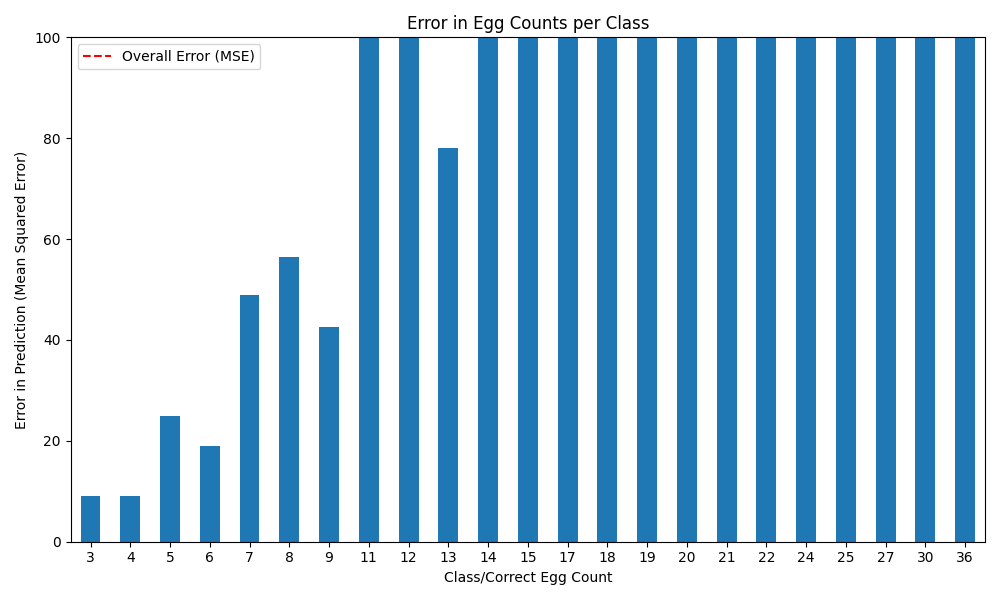 Error in Egg Counts per Class
Overall Error (MSE)
Error in Prediction (Mean Squared Error)
100
80
60
40
20
0
3 4 5 6 7 8 9 11 12 13 14 15 17 18 19 20 21 22 24 25 27 30 36
Class/Correct Egg Count